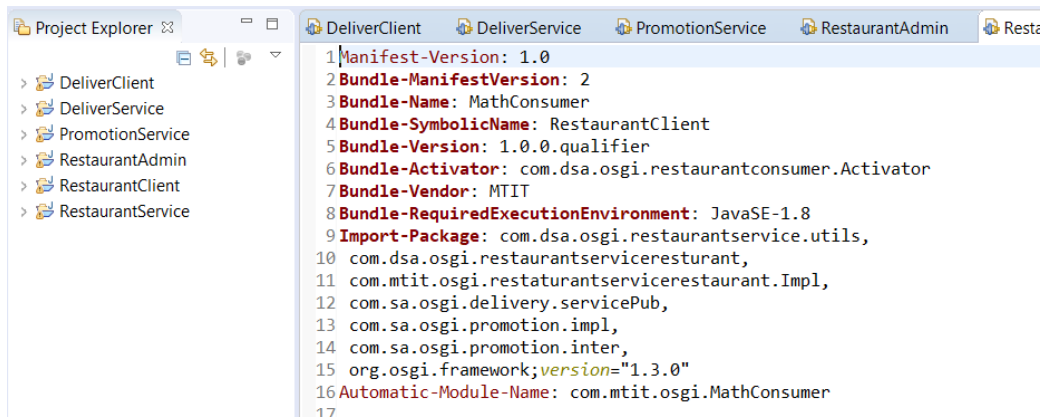 Project Explorer
DeliverClient
DeliverService
PromotionService
RestaurantAdmin
RestaurantClient
RestaurantService
DeliverClient
DeliverService
PromotionService
RestaurantAdmin
Resta
1 Manifest-Version: 1.0
2 Bundle-ManifestVersion: 2
3 Bundle-Name: MathConsumer
4 Bundle-SymbolicName: RestaurantClient
5 Bundle-Version: 1.0.0.qualifier
6 Bundle-Activator: com.dsa.osgi.restaurantconsumer.Activator
7 Bundle-Vendor: MTIT
8 Bundle-RequiredExecutionEnvironment: JavaSE-1.8
9 Import-Package: com.dsa.osgi.restaurantservice.utils,
10 com.dsa.osgi.restaurantserviceresturant,
11 com.mtit.osgi.restaturantservicerestaurant.Impl,
12 com.sa.osgi.delivery.servicePub,
13 com.sa.osgi.promotion.impl,
14 com.sa.osgi.promotion.inter,
15 org.osgi.framework;version="1.3.0"
16 Automatic-Module-Name: com.mtit.osgi.MathConsumer
17